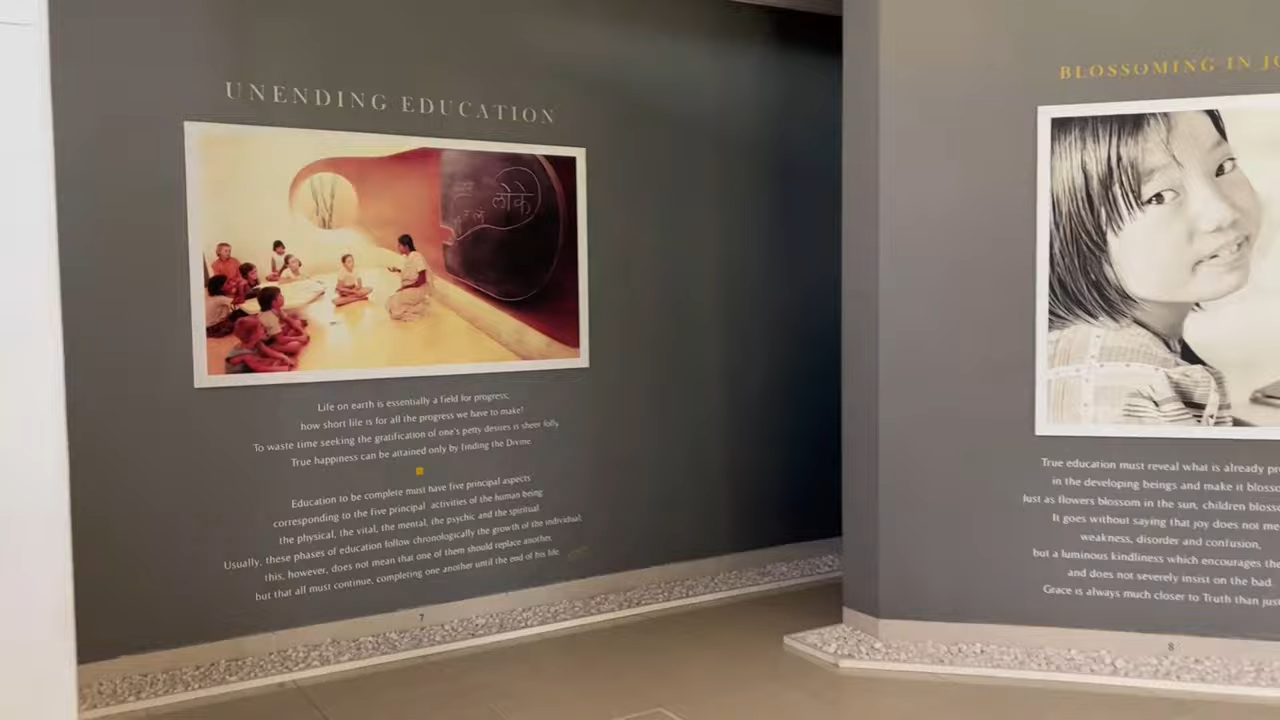 UNENDING EDUCATION
लोके
Life on earth is essentially a field for progress;
how short life is for all the progress we have to make!
To waste time seeking the gratification of one's petty desires is sheer folly.
True happiness can be attained only by finding the Divine.
Education to be complete must have five principal aspects
corresponding to the five principal activities of the human being
the physical, the vital, the mental, the psychic and the spiritual.
Usually, these phases of education follow chronologically the growth of the individual;
this, however, does not mean that one of them should replace another,
but that all must continue, completing one another until the end of his life.
7
BLOSSOMING IN
True education must reveal what is already
in the developing beings and make it
Just as flowers blossom in the sun, children
It goes without saying that joy does not
weakness, disorder and confusion,
but a luminous kindliness which encourages
and does not severely insist on the bad.
Grace is always much closer to Truth than
8